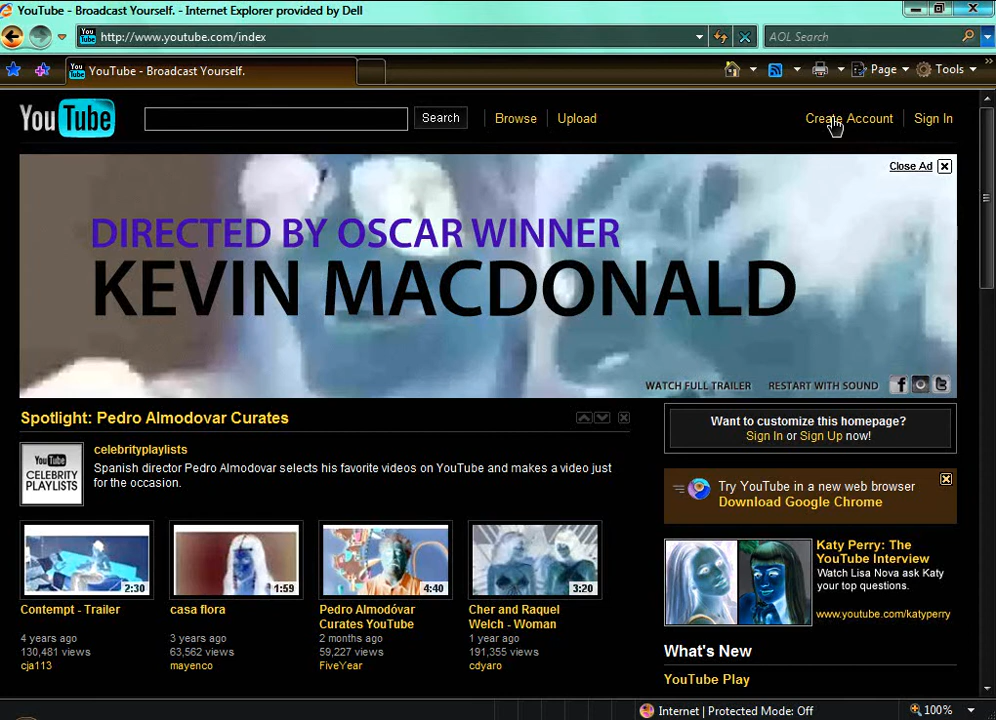 YouTube - Broadcast Yourself. - Internet Explorer provided by Dell
http://www.youtube.com/index
AOL Search
YouTube - Broadcast Yourself.
Page
Tools
YouTube
Search
Browse
Upload
Create Account
Sign In
Close Ad
DIRECTED BY OSCAR WINNER
KEVIN MACDONALD
WATCH FULL TRAILER
RESTART WITH SOUND
Spotlight: Pedro Almodovar Curates
YouTube
CELEBRITY
PLAYLISTS
celebrityplaylists
Spanish director Pedro Almodovar selects his favorite videos on YouTube and makes a video just
for the occasion.
2:30
Contempt - Trailer
4 years ago
130,481 views
cja113
1:59
casa flora
3 years ago
63,562 views
mayenco
4:40
Pedro Almodóvar
Curates YouTube
2 months ago
59,227 views
FiveYear
3:20
Cher and Raquel
Welch - Woman
1 year ago
191,355 views
cdyaro
Want to customize this homepage?
Sign In or Sign Up now!
Try YouTube in a new web browser
Download Google Chrome
Katy Perry: The
YouTube Interview
Watch Lisa Nova ask Katy
your top questions.
www.youtube.com/katyperry
What's New
YouTube Play
Internet | Protected Mode: Off
100%